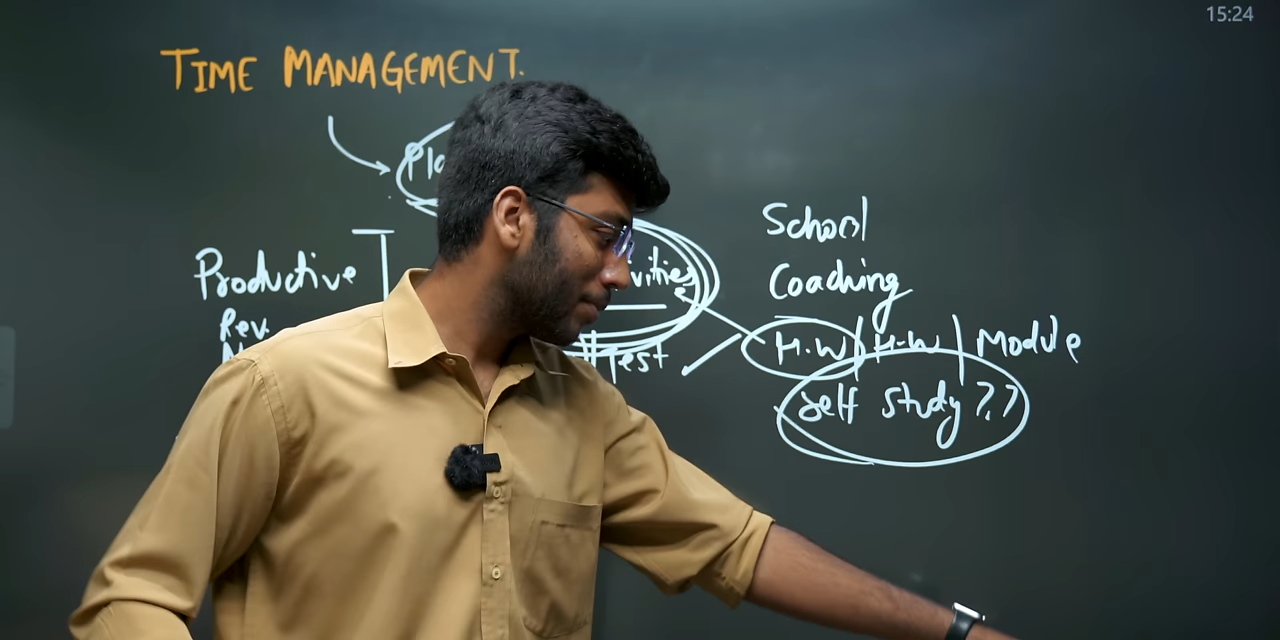 15:24
TIME MANAGEMENT.
School
Productive
Coaching
Rev.
Test
H.W / H.W | Module
Self Study ??